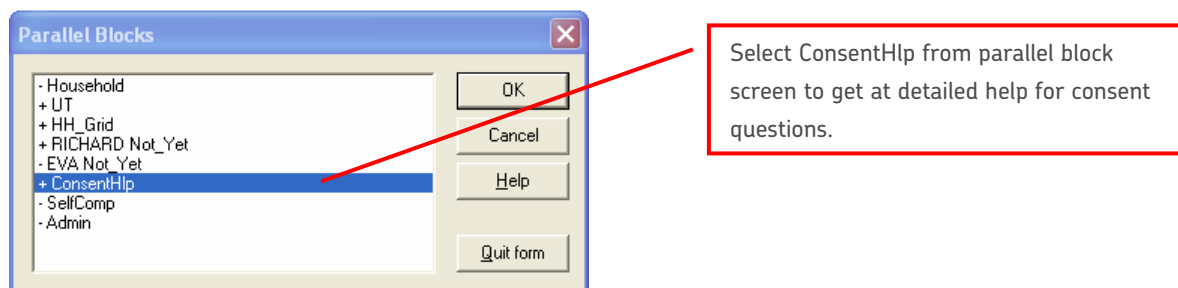 Parallel Blocks
- Household
+ UT
+ HH_Grid
+ RICHARD Not_Yet
- EVA Not_Yet
+ ConsentHlp
- SelfComp
- Admin
OK
Cancel
Help
Quit form
Select ConsentHlp from parallel block
screen to get at detailed help for consent
questions.